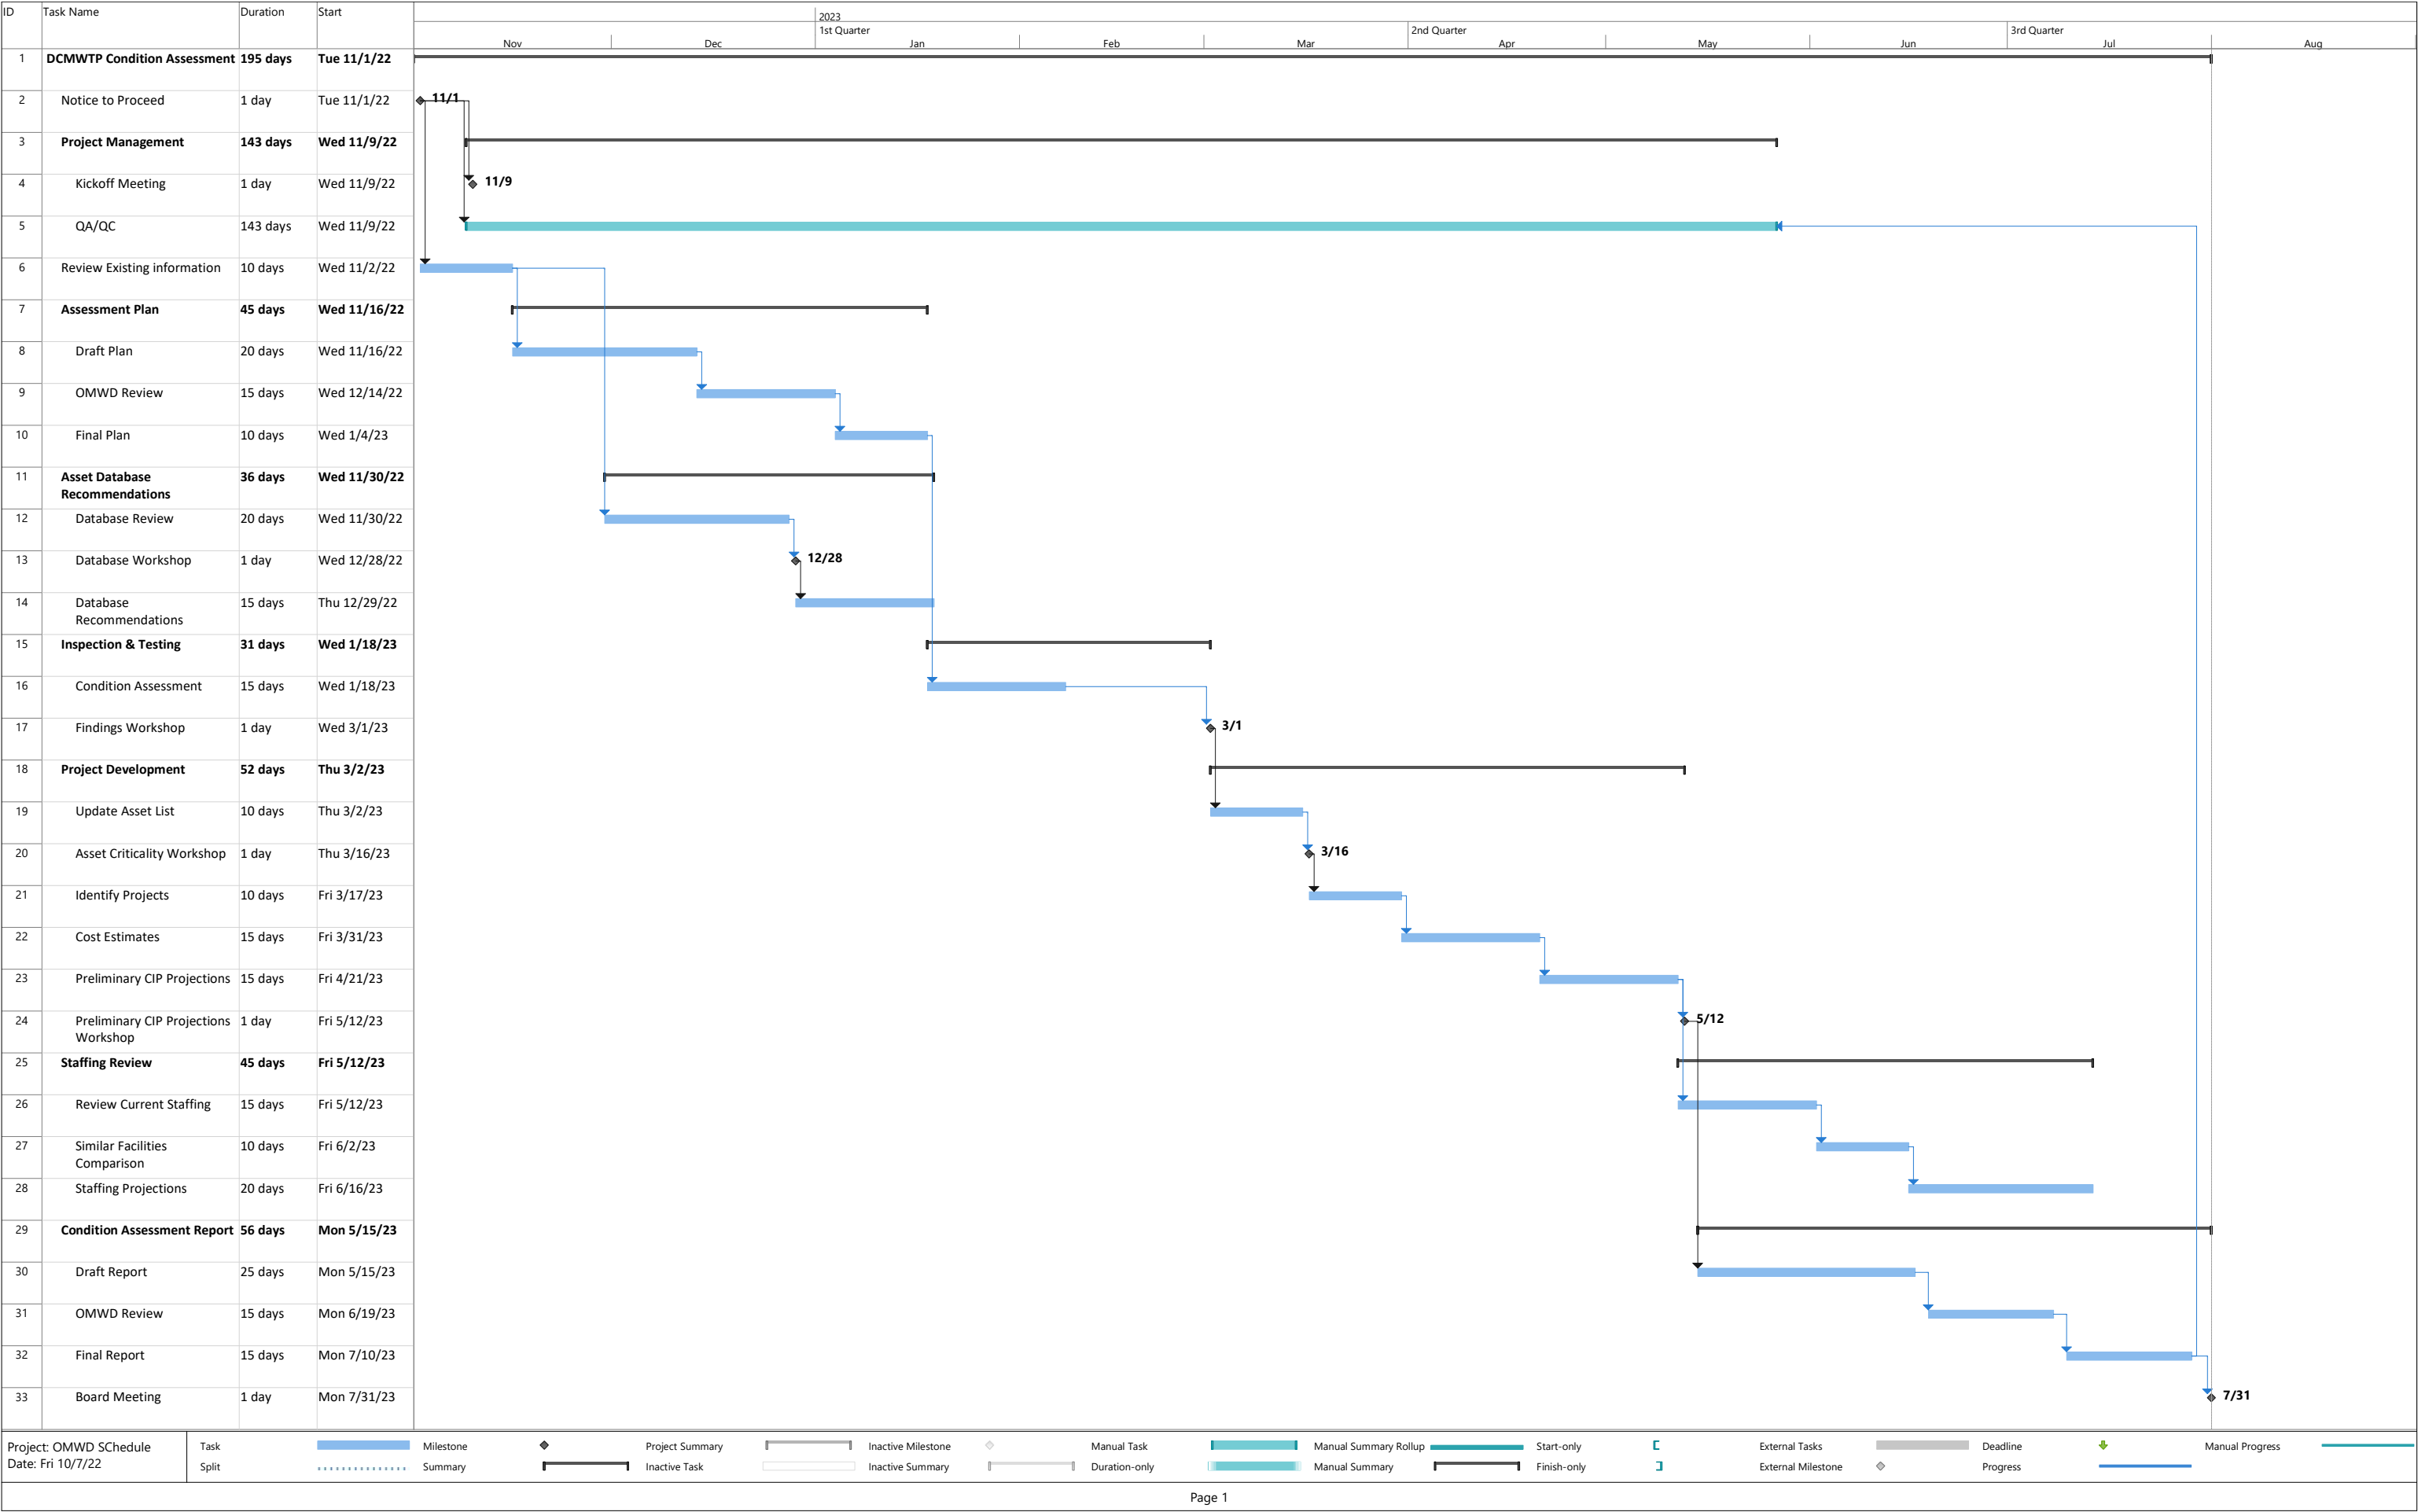 ID Task Name Duration Start
2023
1st Quarter 2nd Quarter 3rd Quarter
Nov Dec Jan Feb Mar Apr May Jun Jul Aug
1 DCMWTP Condition Assessment 195 days Tue 11/1/22
2 Notice to Proceed 1 day Tue 11/1/22 11/1
3 Project Management 143 days Wed 11/9/22
4 Kickoff Meeting 1 day Wed 11/9/22 11/9
5 QA/QC 143 days Wed 11/9/22
6 Review Existing information 10 days Wed 11/2/22
7 Assessment Plan 45 days Wed 11/16/22
8 Draft Plan 20 days Wed 11/16/22
9 OMWD Review 15 days Wed 12/14/22
10 Final Plan 10 days Wed 1/4/23
11 Asset Database 36 days Wed 11/30/22
Recommendations
12 Database Review 20 days Wed 11/30/22
13 Database Workshop 1 day Wed 12/28/22 12/28
14 Database 15 days Thu 12/29/22
Recommendations
15 Inspection & Testing 31 days Wed 1/18/23
16 Condition Assessment 15 days Wed 1/18/23
17 Findings Workshop 1 day Wed 3/1/23 3/1
18 Project Development 52 days Thu 3/2/23
19 Update Asset List 10 days Thu 3/2/23
20 Asset Criticality Workshop 1 day Thu 3/16/23 3/16
21 Identify Projects 10 days Fri 3/17/23
22 Cost Estimates 15 days Fri 3/31/23
23 Preliminary CIP Projections 15 days Fri 4/21/23
24 Preliminary CIP Projections 1 day Fri 5/12/23 5/12
Workshop
25 Staffing Review 45 days Fri 5/12/23
26 Review Current Staffing 15 days Fri 5/12/23
27 Similar Facilities 10 days Fri 6/2/23
Comparison
28 Staffing Projections 20 days Fri 6/16/23
29 Condition Assessment Report 56 days Mon 5/15/23
30 Draft Report 25 days Mon 5/15/23
31 OMWD Review 15 days Mon 6/19/23
32 Final Report 15 days Mon 7/10/23
33 Board Meeting 1 day Mon 7/31/23 7/31
Project: OMWD SChedule
Date: Fri 10/7/22
Task Milestone Project Summary Inactive Milestone Manual Task Manual Summary Rollup Start-only External Tasks Deadline Manual Progress
Split Summary Inactive Task Inactive Summary Duration-only Manual Summary Finish-only External Milestone Progress
Page 1